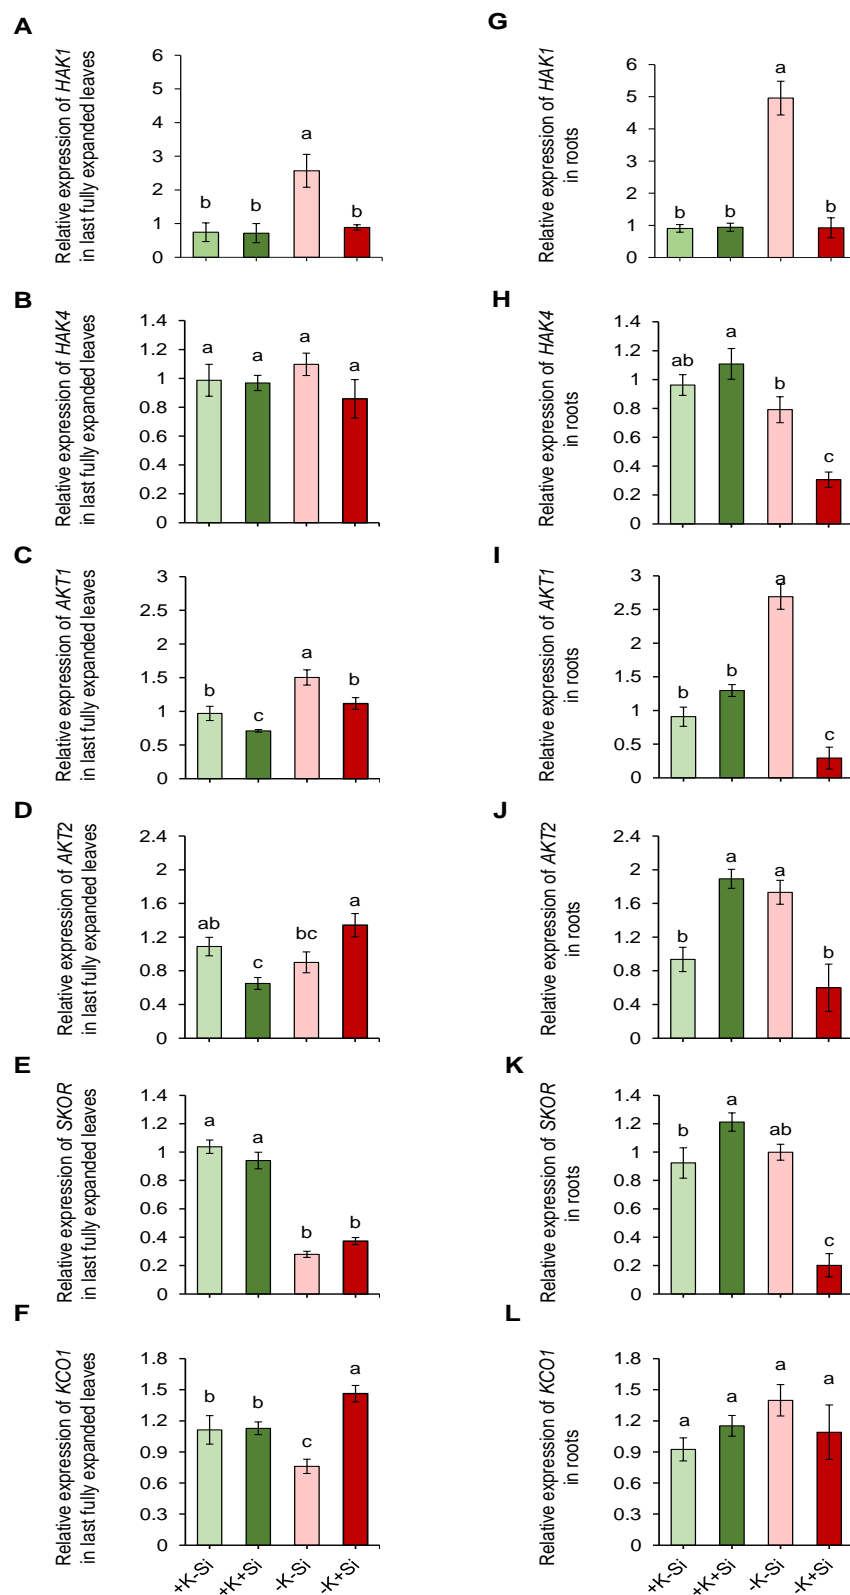 A
Relative expression of HAK1
in last fully expanded leaves
6
5
4
3
2
1
0
b
b
a
b
G
Relative expression of HAK1
in roots
6
5
4
3
2
1
0
b
b
a
b
B
Relative expression of HAK4
in last fully expanded leaves
1.4
1.2
1
0.8
0.6
0.4
0.2
0
a
a
a
a
H
Relative expression of HAK4
in roots
1.4
1.2
1
0.8
0.6
0.4
0.2
0
ab
a
b
c
C
Relative expression of AKT1
in last fully expanded leaves
3
2.5
2
1.5
1
0.5
0
b
c
a
b
I
Relative expression of AKT1
in roots
3
2.5
2
1.5
1
0.5
0
b
b
a
c
D
Relative expression of AKT2
in last fully expanded leaves
2.4
2
1.6
1.2
0.8
0.4
0
ab
c
bc
a
J
Relative expression of AKT2
in roots
2.4
2
1.6
1.2
0.8
0.4
0
b
a
a
b
E
Relative expression of SKOR
in last fully expanded leaves
1.4
1.2
1
0.8
0.6
0.4
0.2
0
a
a
b
b
K
Relative expression of SKOR
in roots
1.4
1.2
1
0.8
0.6
0.4
0.2
0
b
a
ab
c
F
Relative expression of KCO1
in last fully expanded leaves
1.8
1.5
1.2
0.9
0.6
0.3
0
b
b
c
a
+K-Si
+K+Si
-K-Si
-K+Si
L
Relative expression of KCO1
in roots
1.8
1.5
1.2
0.9
0.6
0.3
0
a
a
a
a
+K-Si
+K+Si
-K-Si
-K+Si